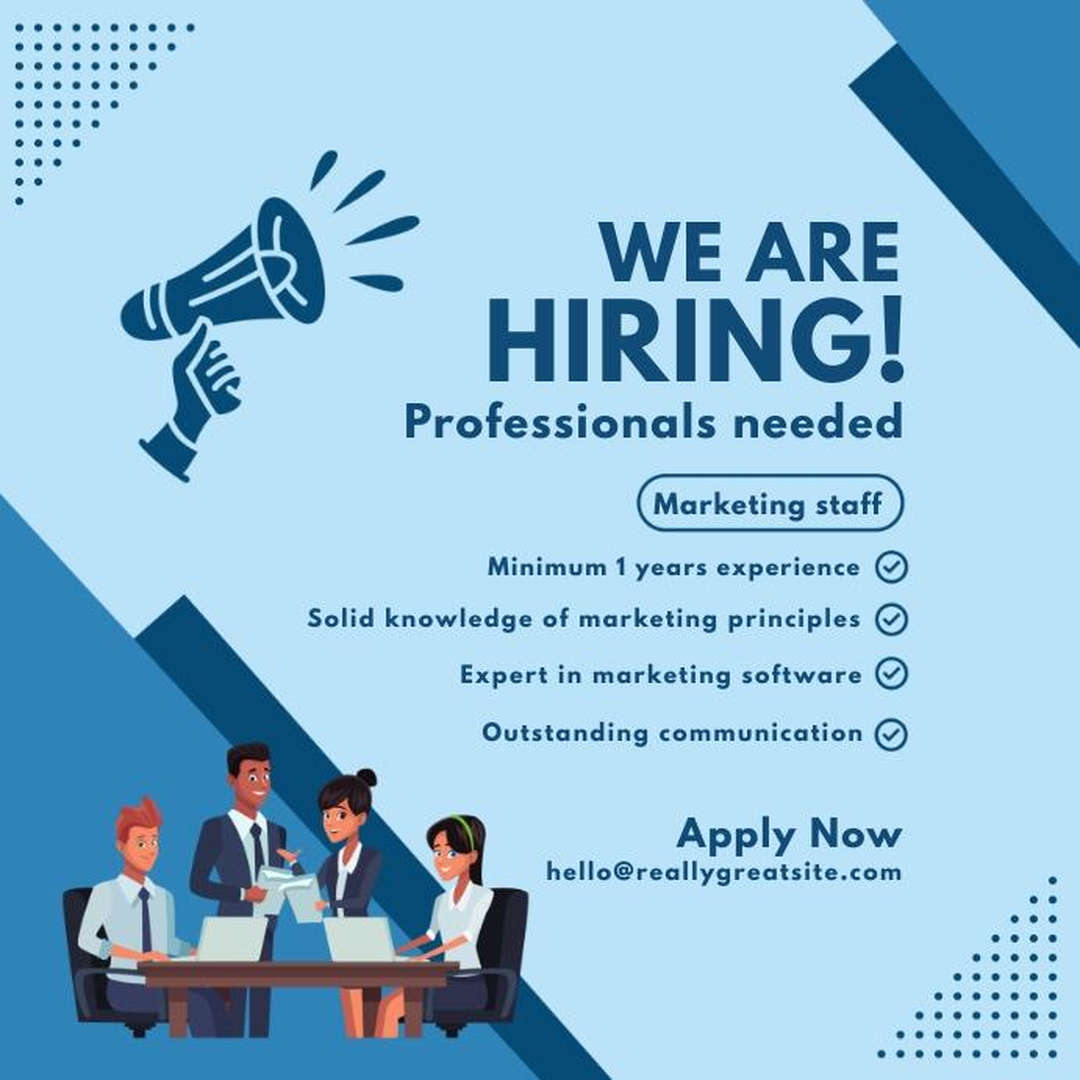 WE ARE
HIRING!
Professionals needed
Marketing staff
Minimum 1 years experience
Solid knowledge of marketing principles
Expert in marketing software
Outstanding communication
Apply Now
hello@reallygreatsite.com